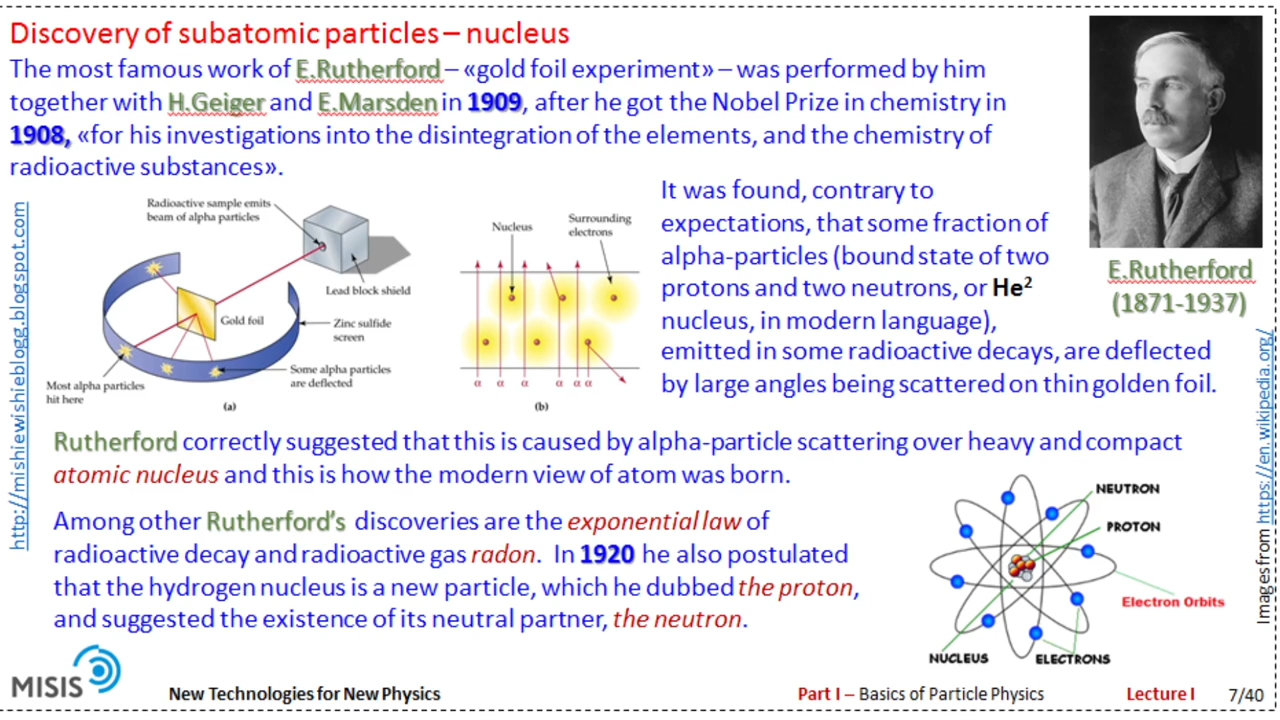 Discovery of subatomic particles – nucleus
The most famous work of E.Rutherford – «gold foil experiment» – was performed by him
together with H.Geiger and E.Marsden in 1909, after he got the Nobel Prize in chemistry in
1908, «for his investigations into the disintegration of the elements, and the chemistry of
radioactive substances».
It was found, contrary to
expectations, that some fraction of
alpha-particles (bound state of two
protons and two neutrons, or He²
nucleus, in modern language),
emitted in some radioactive decays, are deflected
by large angles being scattered on thin golden foil.
E.Rutherford
(1871-1937)
http://mishiewishieblogg.blogspot.com
Radioactive sample emits
beam of alpha particles
Lead block shield
Gold foil
Zinc sulfide
screen
Most alpha particles
hit here
Some alpha particles
are deflected
(a)
Nucleus
Surrounding
electrons
α α α α α α
(b)
Rutherford correctly suggested that this is caused by alpha-particle scattering over heavy and compact
atomic nucleus and this is how the modern view of atom was born.
Among other Rutherford's discoveries are the exponential law of
radioactive decay and radioactive gas radon. In 1920 he also postulated
that the hydrogen nucleus is a new particle, which he dubbed the proton,
and suggested the existence of its neutral partner, the neutron.
NEUTRON
PROTON
Electron Orbits
NUCLEUS
ELECTRONS
Images from https://en.wikipedia.org/
MISIS
New Technologies for New Physics
Part I – Basics of Particle Physics
Lecture I
7/40